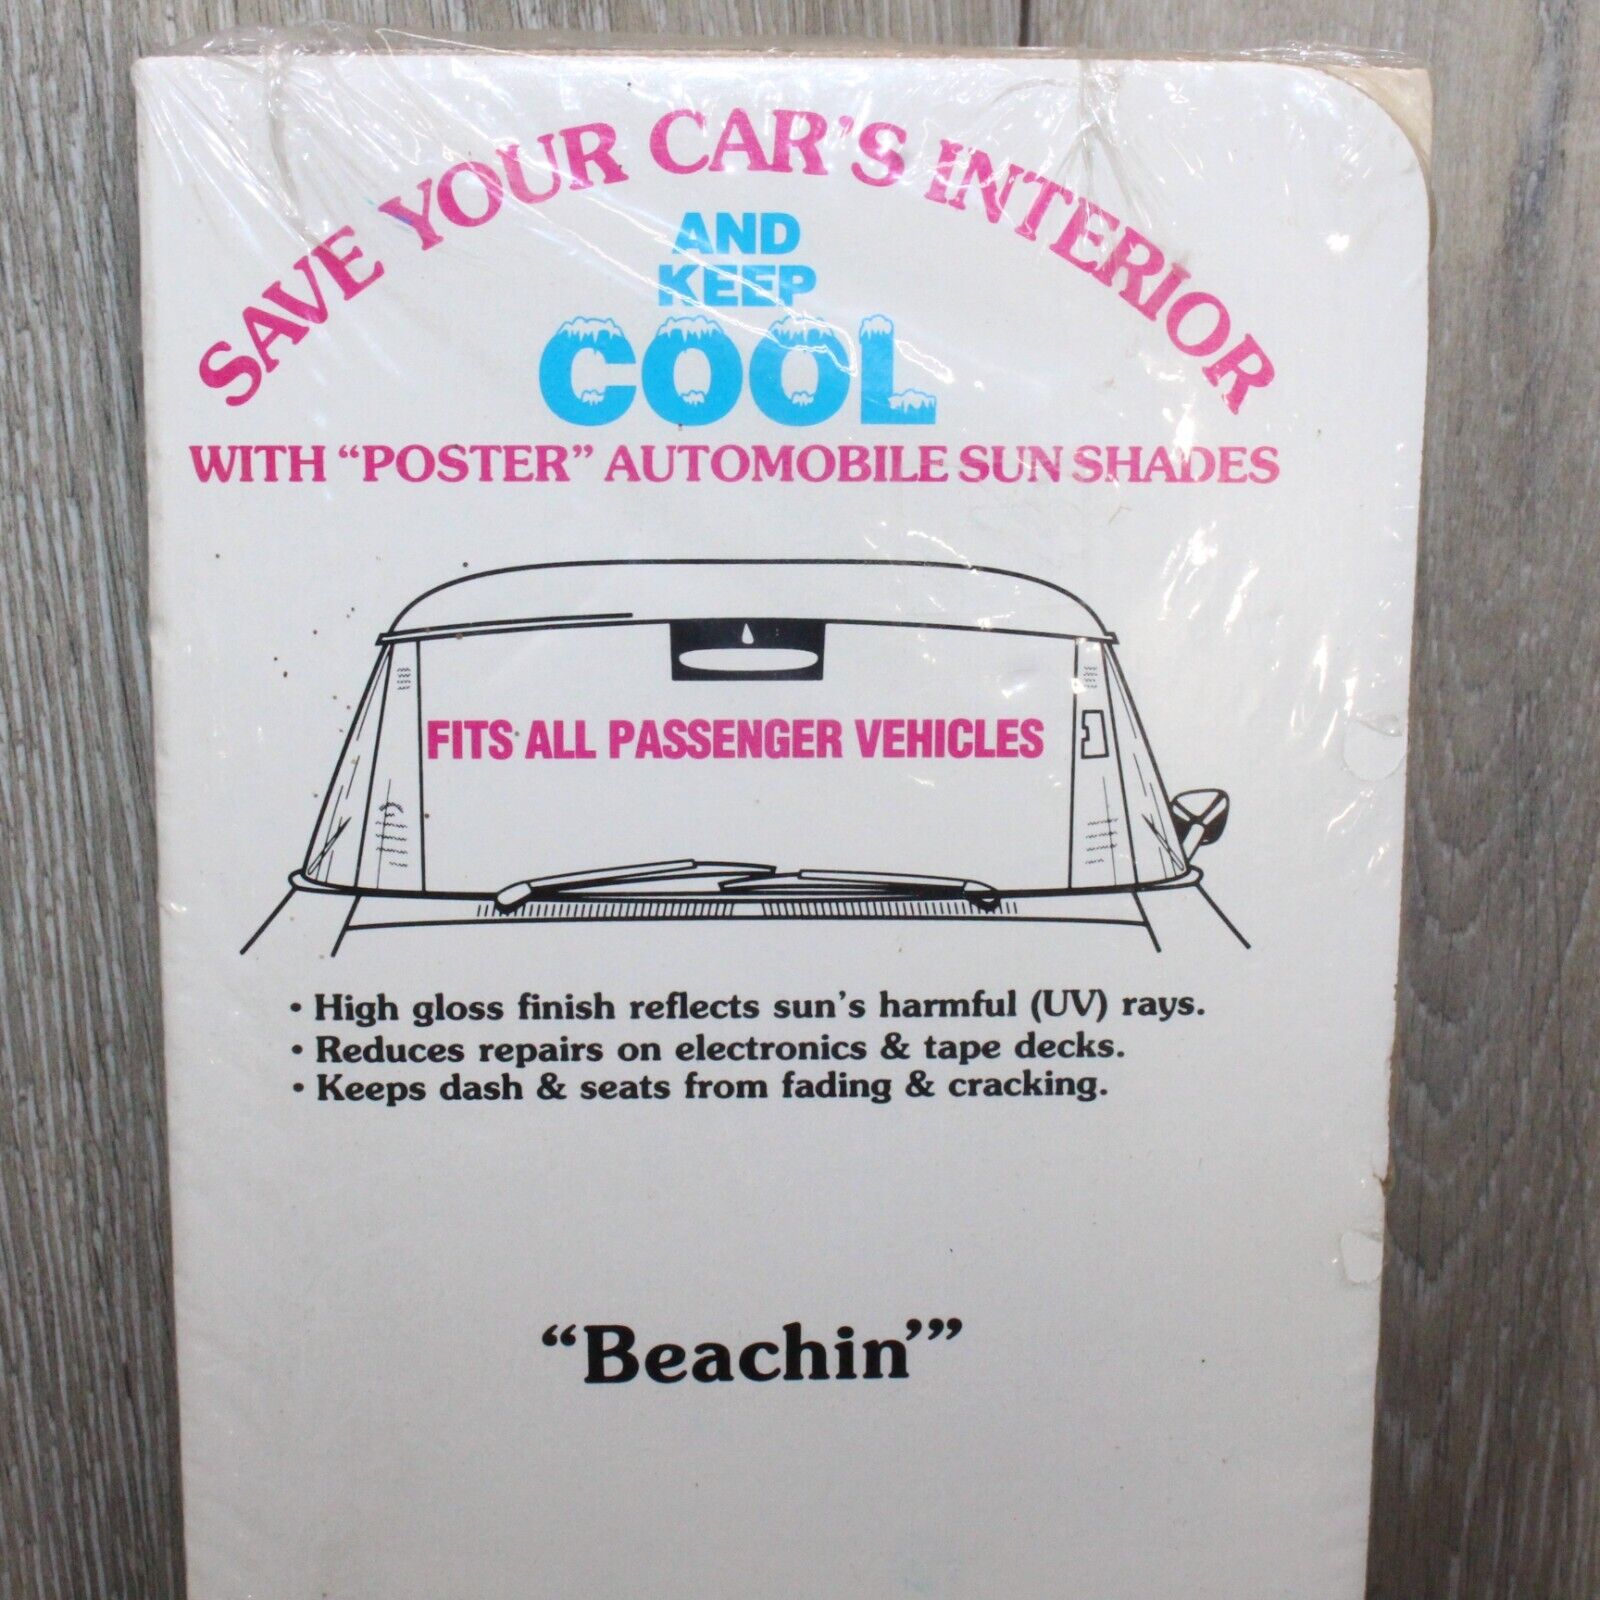 SAVE YOUR CAR'S INTERIOR
AND
KEEP
COOL
WITH “POSTER” AUTOMOBILE SUN SHADES
FITS ALL PASSENGER VEHICLES
• High gloss finish reflects sun's harmful (UV) rays.
• Reduces repairs on electronics & tape decks.
• Keeps dash & seats from fading & cracking.
“Beachin’”